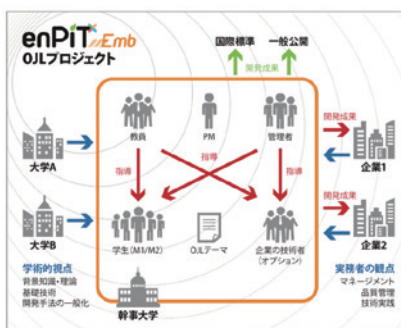 enPiT Emb
OJLプロジェクト
国際標準 一般公開
開発成果
教員 PM 管理者
開発成果
大学A
企業1
指導 指導 指導
開発成果
大学B
学生(M1/M2) OJLテーマ 企業の技術者
(オプション)
企業2
学術的視点
背景知識・理論
基礎技術
開発手法の一般化
実務者の観点
マネージメント
品質管理
技術実践
幹事大学